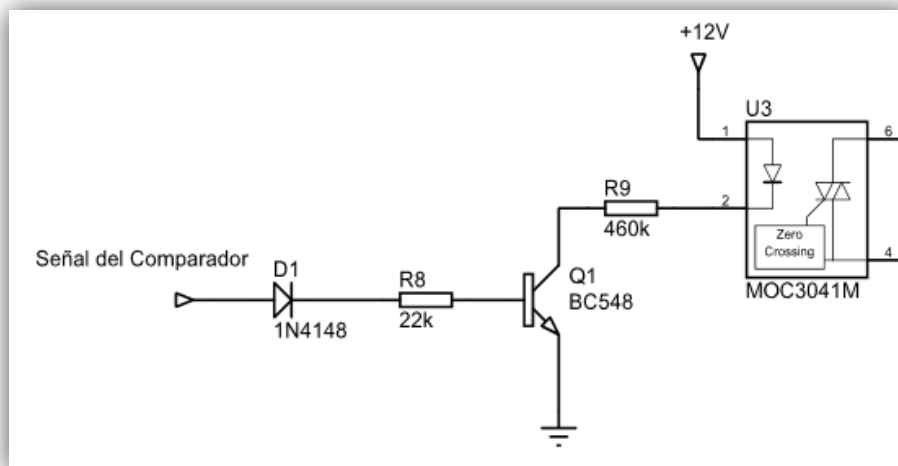 +12V
U3
1
6
R9
2
460k
Zero
Crossing
4
MOC3041M
Señal del Comparador
D1
1N4148
R8
22k
Q1
BC548